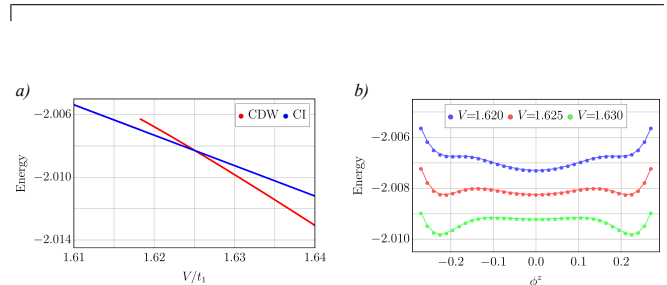 a)
−2.006
−2.010
−2.014
Energy
CDW CI
1.61 1.62 1.63 1.64
V/t₁
b)
V=1.620 V=1.625 V=1.630
−2.006
−2.008
−2.010
Energy
−0.2 −0.1 0.0 0.1 0.2
ϕᶻ